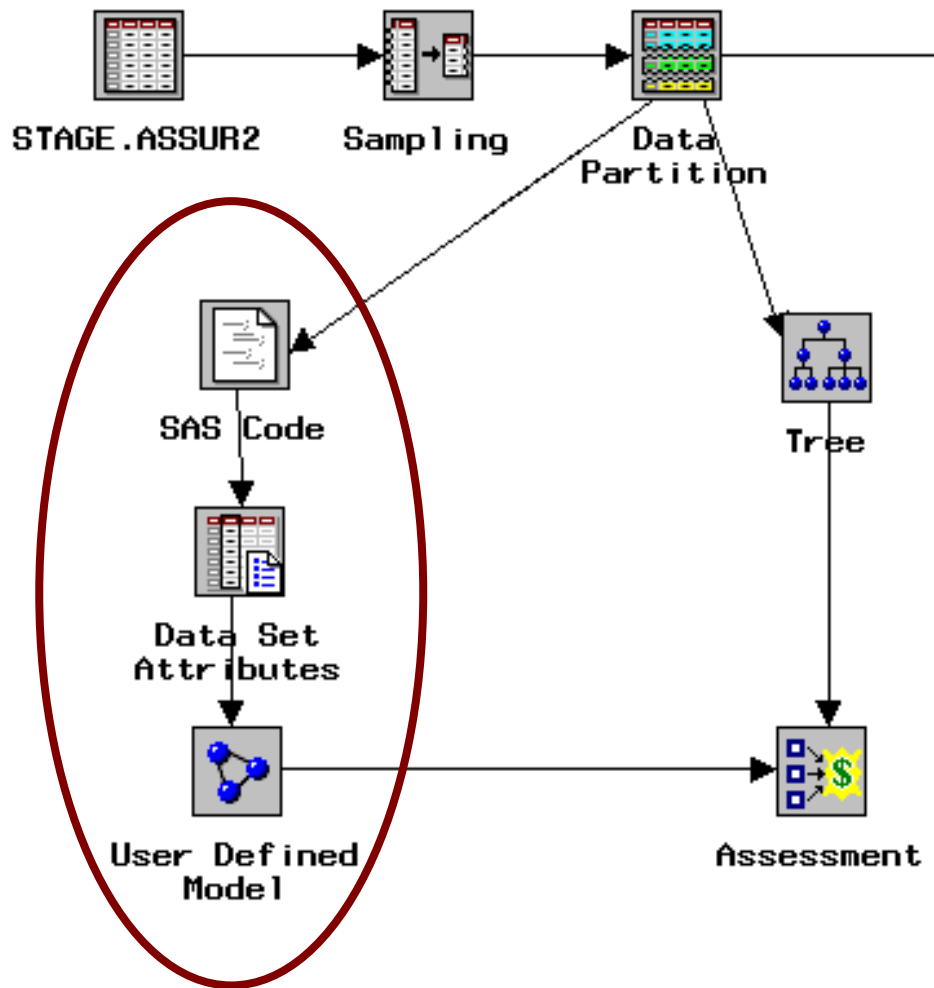 STAGE.ASSUR2
Sampling
Data
Partition
SAS Code
Tree
Data Set
Attributes
User Defined
Model
Assessment